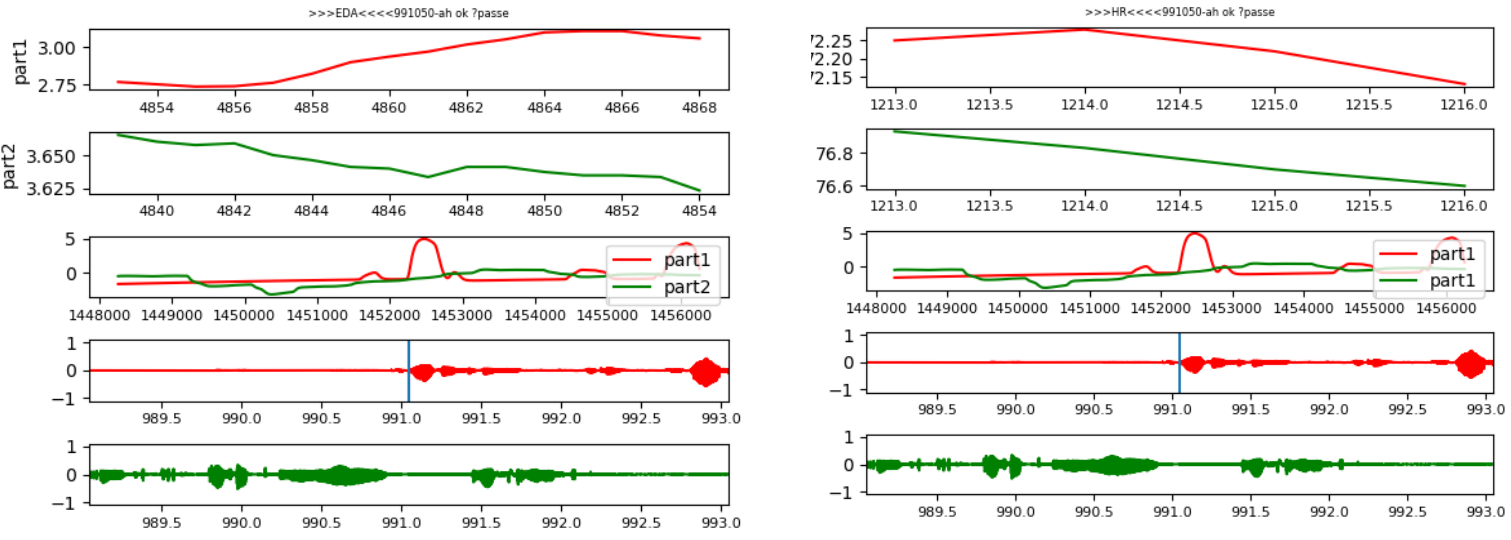 >>>EDA<<<<991050-ah ok ?passe
part1
3.00
2.75
4854 4856 4858 4860 4862 4864 4866 4868
part2
3.650
3.625
4840 4842 4844 4846 4848 4850 4852 4854
5
0
part1
part2
1448000 1449000 1450000 1451000 1452000 1453000 1454000 1455000 1456000
1
0
−1
989.5 990.0 990.5 991.0 991.5 992.0 992.5 993.0
1
0
−1
989.5 990.0 990.5 991.0 991.5 992.0 992.5 993.0
>>>HR<<<<991050-ah ok ?passe
72.25
72.20
72.15
1213.0 1213.5 1214.0 1214.5 1215.0 1215.5 1216.0
76.8
76.6
1213.0 1213.5 1214.0 1214.5 1215.0 1215.5 1216.0
5
0
part1
part1
1448000 1449000 1450000 1451000 1452000 1453000 1454000 1455000 1456000
1
0
−1
989.5 990.0 990.5 991.0 991.5 992.0 992.5 993.0
1
0
−1
989.5 990.0 990.5 991.0 991.5 992.0 992.5 993.0